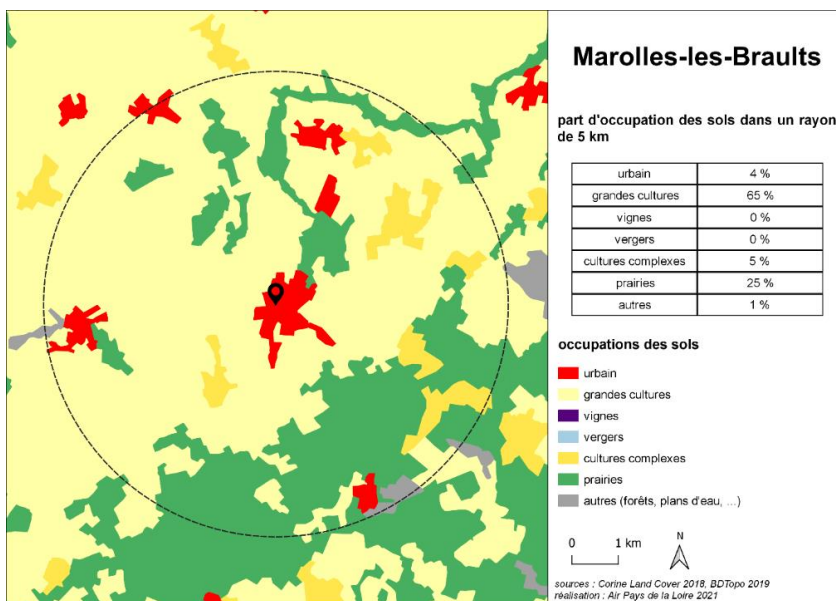 Marolles-les-Braults
part d'occupation des sols dans un rayon
de 5 km
urbain 4 %
grandes cultures 65 %
vignes 0 %
vergers 0 %
cultures complexes 5 %
prairies 25 %
autres 1 %
occupations des sols
urbain
grandes cultures
vignes
vergers
cultures complexes
prairies
autres (forêts, plans d'eau, ...)
0 1 km
N
sources : Corine Land Cover 2018, BDTopo 2019
réalisation : Air Pays de la Loire 2021